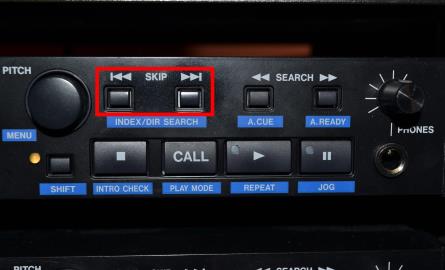 PITCH
SKIP
SEARCH
INDEX/DIR SEARCH
A.CUE
A.READY
MENU
PHONES
CALL
SHIFT
INTRO CHECK
PLAY MODE
REPEAT
JOG
PITCH
SKIP
SEARCH